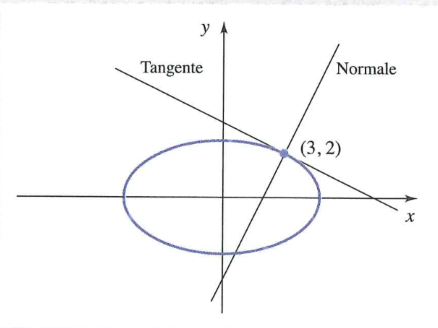 y
Tangente
Normale
(3, 2)
x